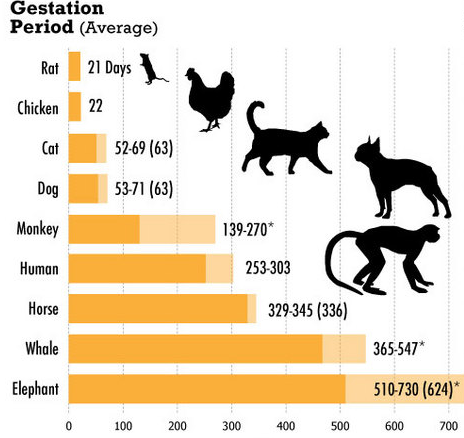 Gestation
Period (Average)
Rat 21 Days
Chicken 22
Cat 52-69 (63)
Dog 53-71 (63)
Monkey 139-270*
Human 253-303
Horse 329-345 (336)
Whale 365-547*
Elephant 510-730 (624)*
0 100 200 300 400 500 600 700